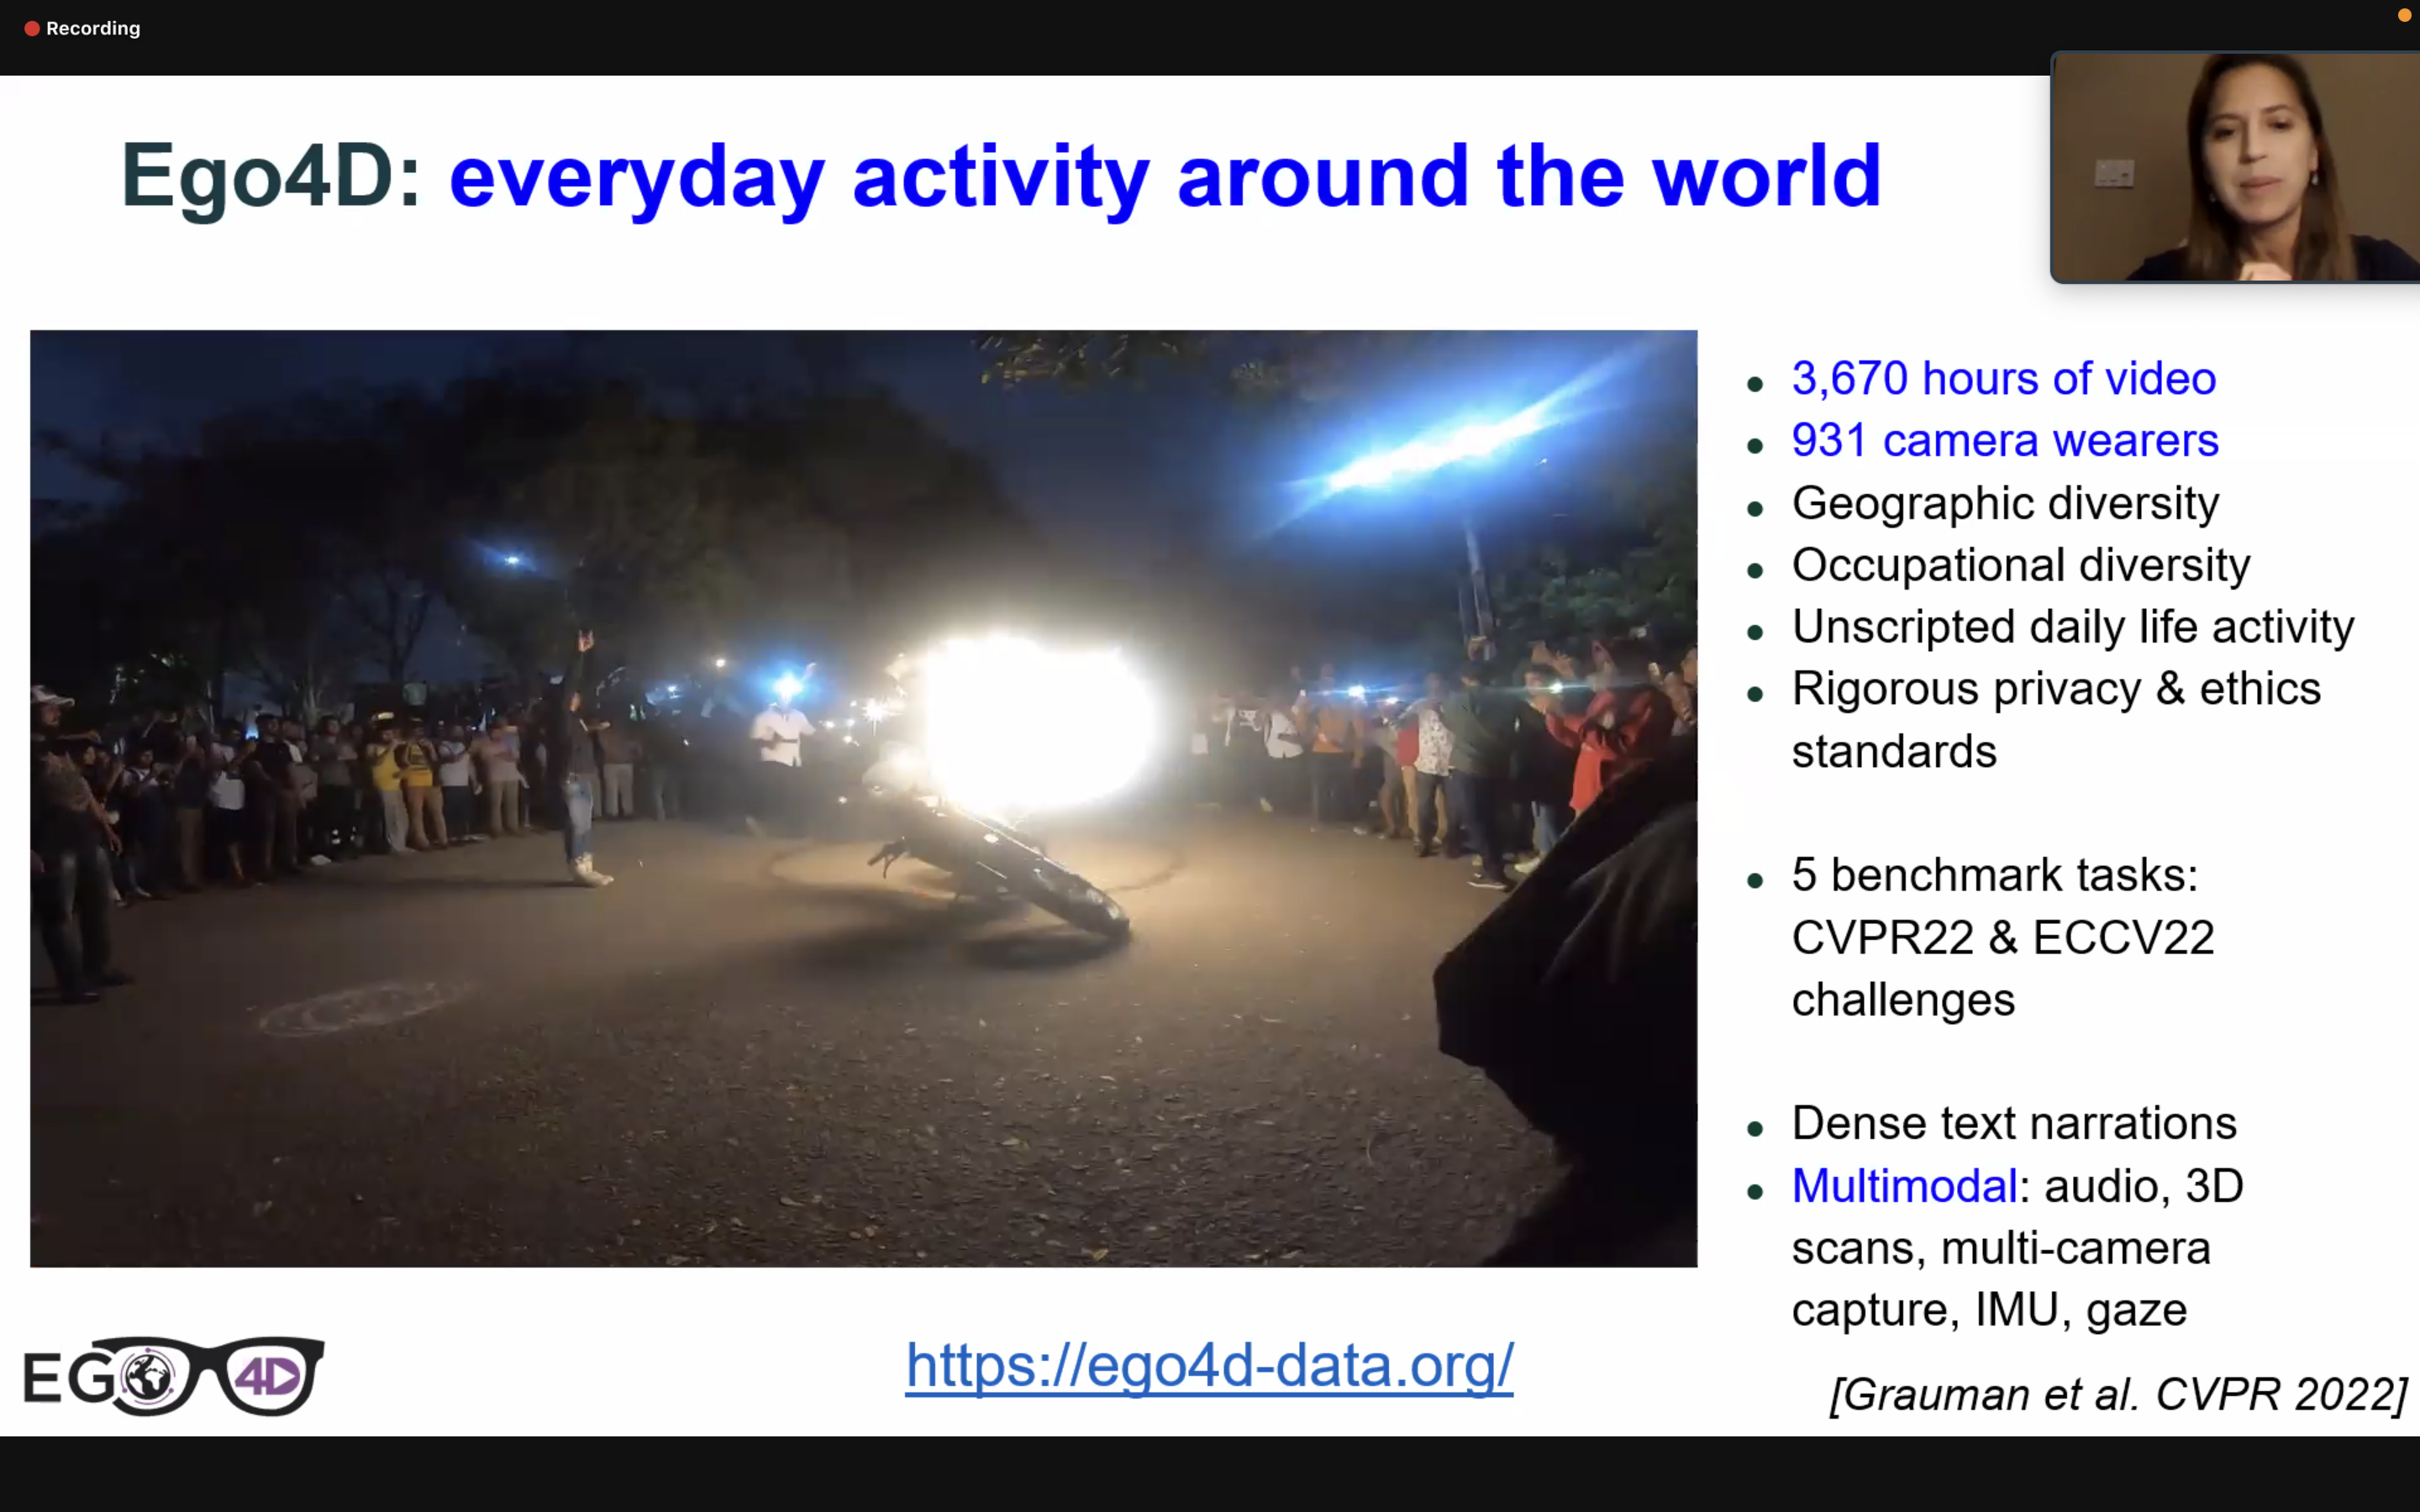 Recording
Ego4D: everyday activity around the world
3,670 hours of video
931 camera wearers
Geographic diversity
Occupational diversity
Unscripted daily life activity
Rigorous privacy & ethics
standards
5 benchmark tasks:
CVPR22 & ECCV22
challenges
Dense text narrations
Multimodal: audio, 3D
scans, multi-camera
capture, IMU, gaze
EGO4D
https://ego4d-data.org/
[Grauman et al. CVPR 2022]